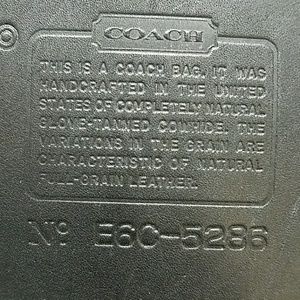 COACH
THIS IS A COACH BAG. IT WAS
HANDCRAFTED IN THE UNITED
STATES OF COMPLETELY NATURAL
GLOVE-TANNED COWHIDE. THE
VARIATIONS IN THE GRAIN ARE
CHARACTERISTIC OF NATURAL
FULL-GRAIN LEATHER.
Nº E6C-5286